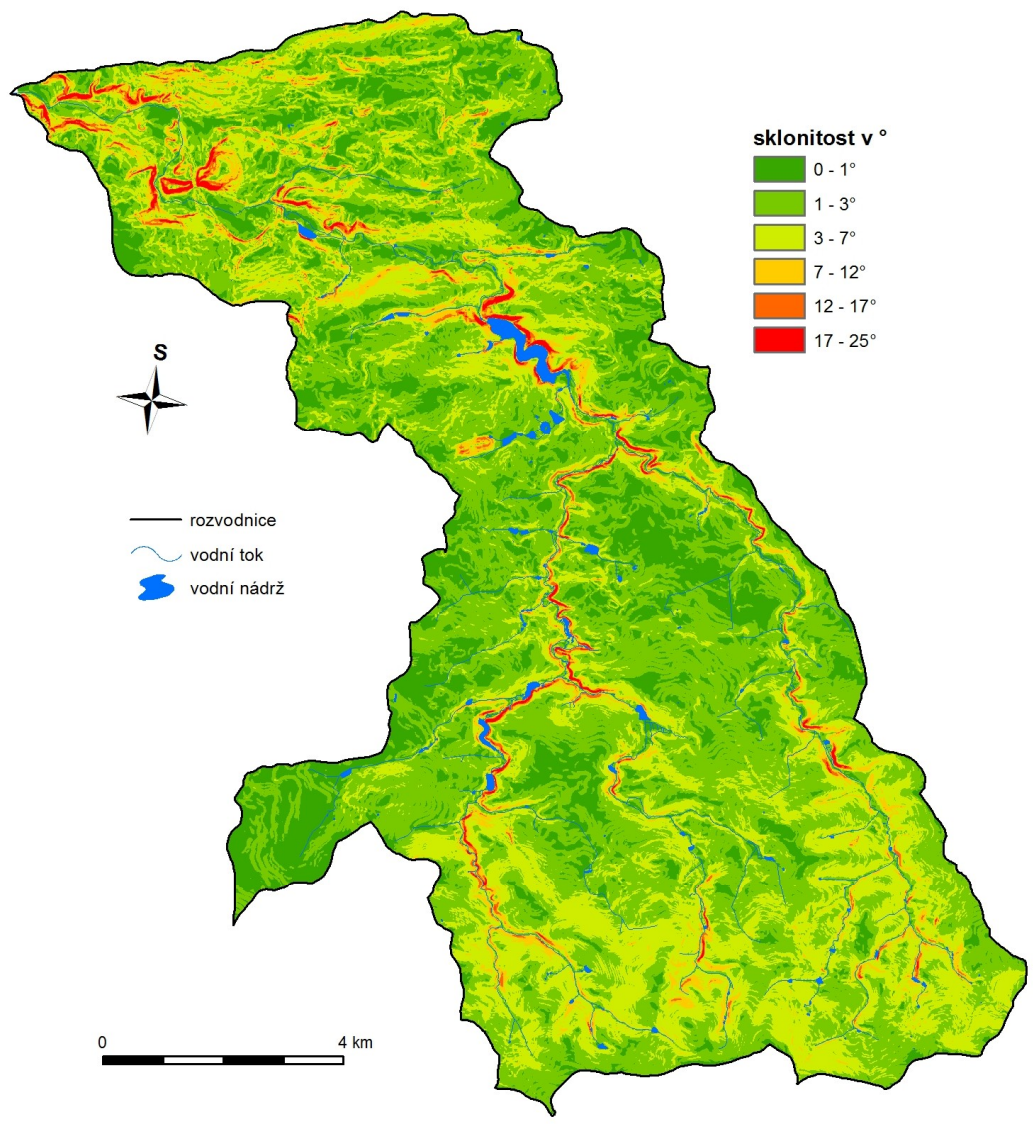 sklonitost v °
0 - 1°
1 - 3°
3 - 7°
7 - 12°
12 - 17°
17 - 25°
S
rozvodnice
vodní tok
vodní nádrž
0 4 km